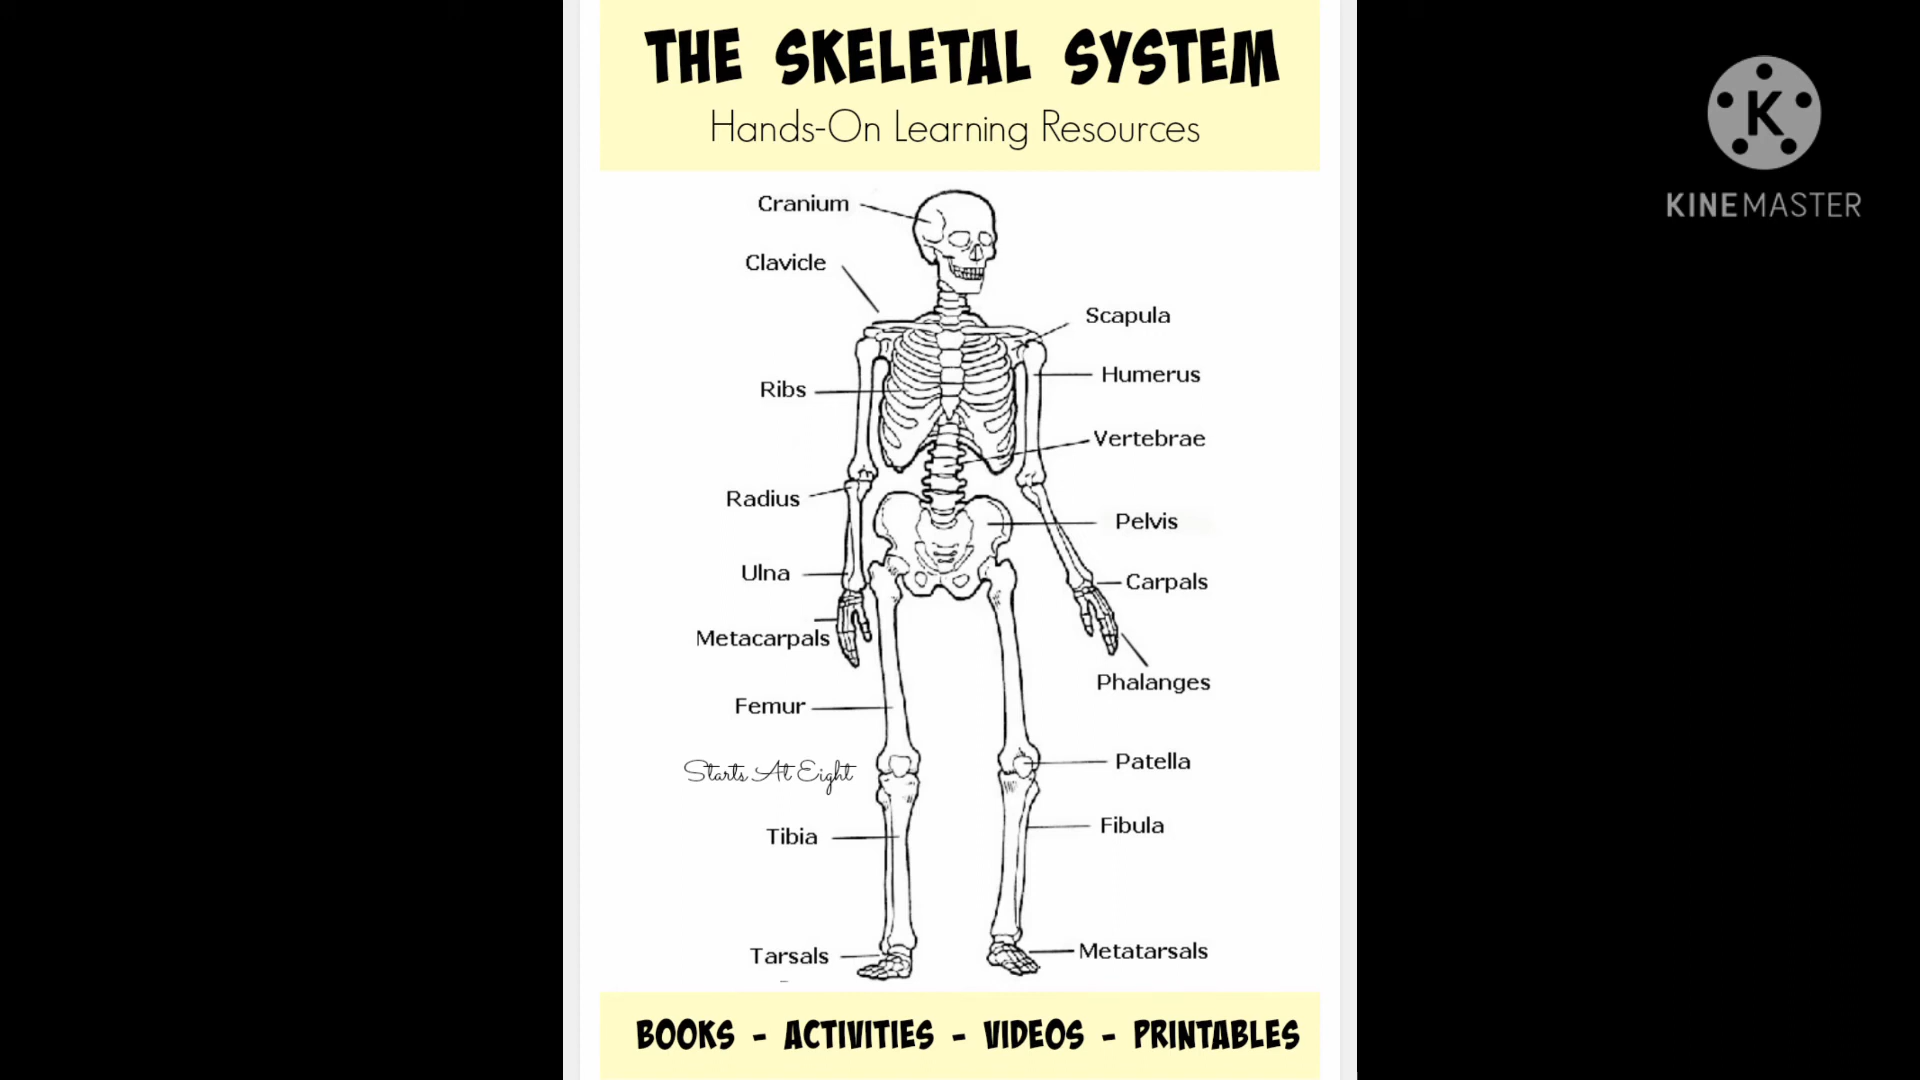 THE SKELETAL SYSTEM
Hands-On Learning Resources
K
KINEMASTER
Cranium
Clavicle
Scapula
Humerus
Ribs
Vertebrae
Radius
Pelvis
Ulna
Carpals
Metacarpals
Phalanges
Femur
Patella
Starts At Eight
Fibula
Tibia
Metatarsals
Tarsals
BOOKS - ACTIVITIES - VIDEOS - PRINTABLES